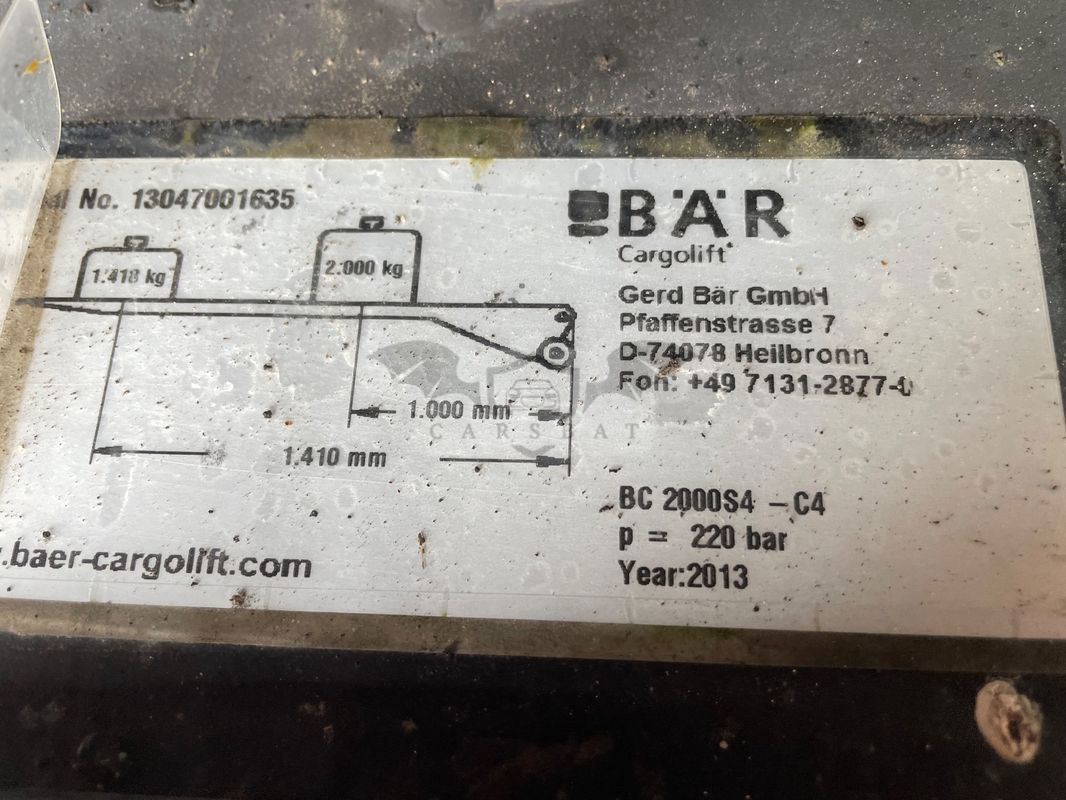 Serial No. 13047001635
1.418 kg
2.000 kg
1.000 mm
1.410 mm
.baer-cargolift.com
BÄR
Cargolift
Gerd Bär GmbH
Pfaffenstrasse 7
D-74078 Heilbronn
Fon: +49 7131-2877-0
BC 2000S4 – C4
p = 220 bar
Year:2013
CARSEAT